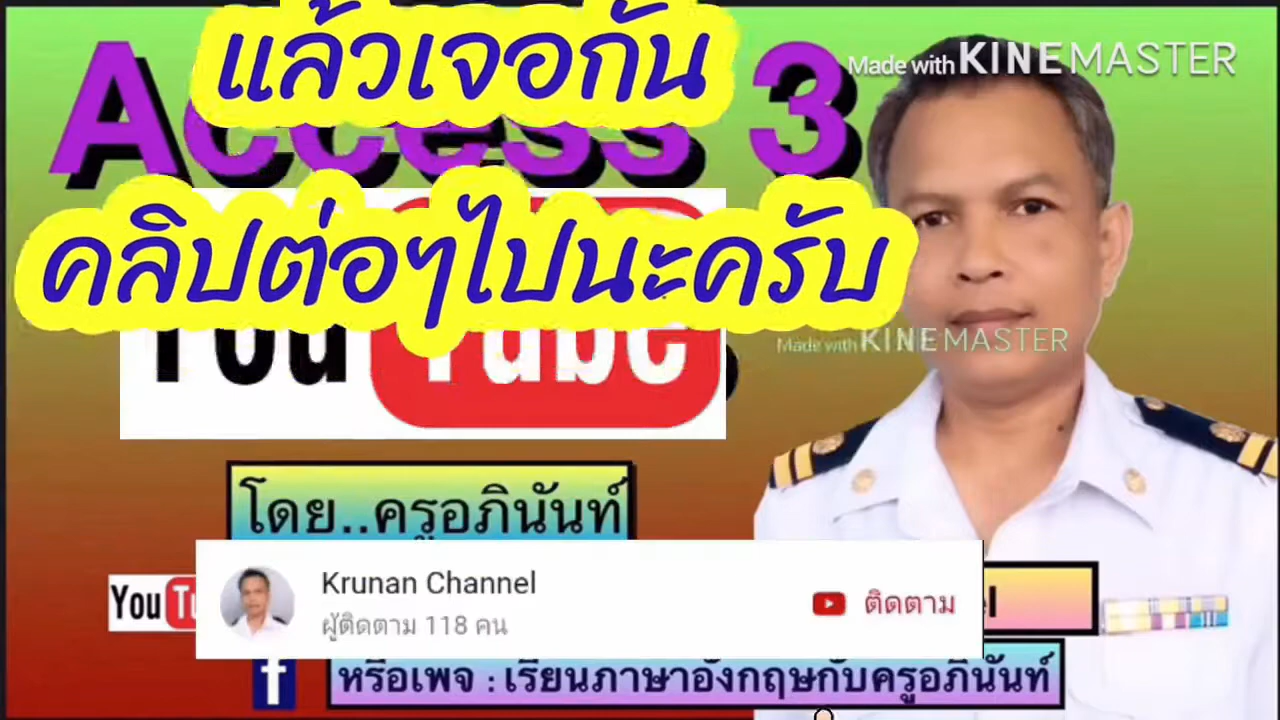 แล้วเจอกัน
Access 3
Made with KINEMASTER
คลิปต่อๆไปนะครับ
YouTube
Made with KINEMASTER
โดย..ครูอภินันท์
Krunan Channel
ผู้ติดตาม 118 คน
ติดตาม
You
หรือเพจ : เรียนภาษาอังกฤษกับครูอภินันท์